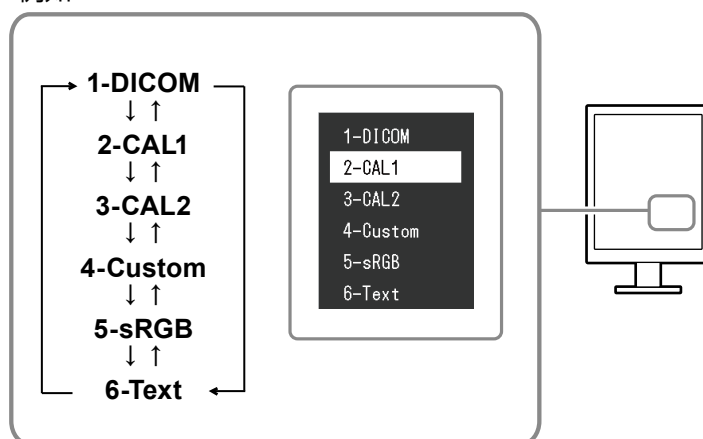 1-DICOM
↓ ↑
2-CAL1
↓ ↑
3-CAL2
↓ ↑
4-Custom
↓ ↑
5-sRGB
↓ ↑
6-Text
1-DICOM
2-CAL1
3-CAL2
4-Custom
5-sRGB
6-Text